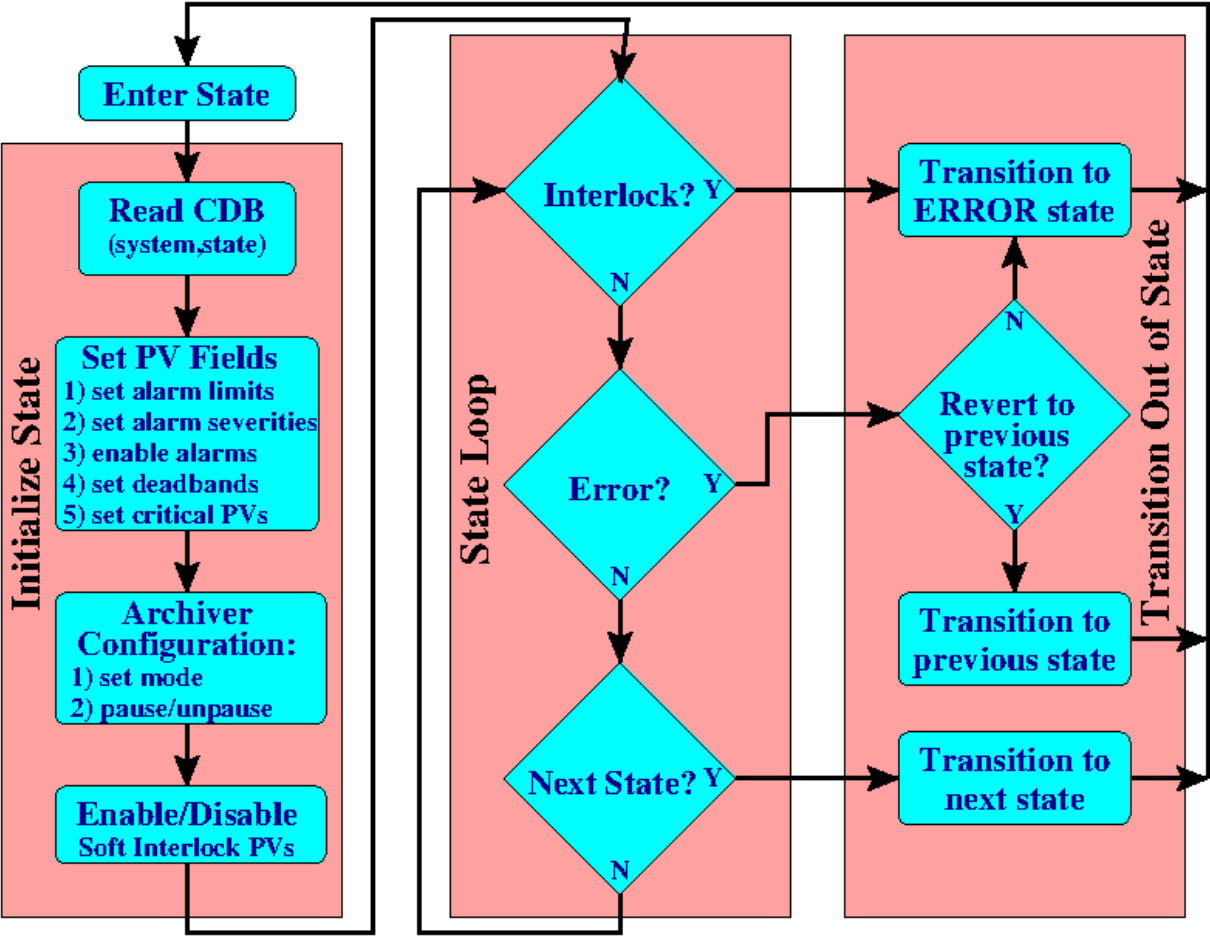 Enter State
Initialize State
Read CDB
(system,state)
Set PV Fields
1) set alarm limits
2) set alarm severities
3) enable alarms
4) set deadbands
5) set critical PVs
Archiver
Configuration:
1) set mode
2) pause/unpause
Enable/Disable
Soft Interlock PVs
State Loop
Interlock?
Y
N
Error?
Y
N
Next State?
Y
N
Transition Out of State
Transition to
ERROR state
N
Revert to
previous
state?
Y
Transition to
previous state
Transition to
next state